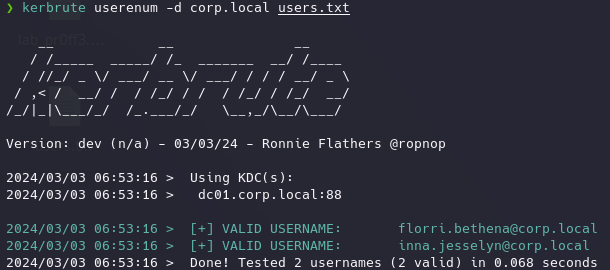 ❯ kerbrute userenum -d corp.local users.txt
    __             __               __
   / /_____  _____/ /_  _______  __/ /____
  / //_/ _ \/ ___/ __ \/ ___/ / / / __/ _ \
 / ,< /  __/ /  / /_/ / /  / /_/ / /_/  __/
/_/|_|\___/_/  /_.___/_/   \__,_/\__/\___/
Version: dev (n/a) - 03/03/24 - Ronnie Flathers @ropnop
2024/03/03 06:53:16 >  Using KDC(s):
2024/03/03 06:53:16 >   dc01.corp.local:88
2024/03/03 06:53:16 >  [+] VALID USERNAME:       florri.bethena@corp.local
2024/03/03 06:53:16 >  [+] VALID USERNAME:       inna.jesselyn@corp.local
2024/03/03 06:53:16 >  Done! Tested 2 usernames (2 valid) in 0.068 seconds